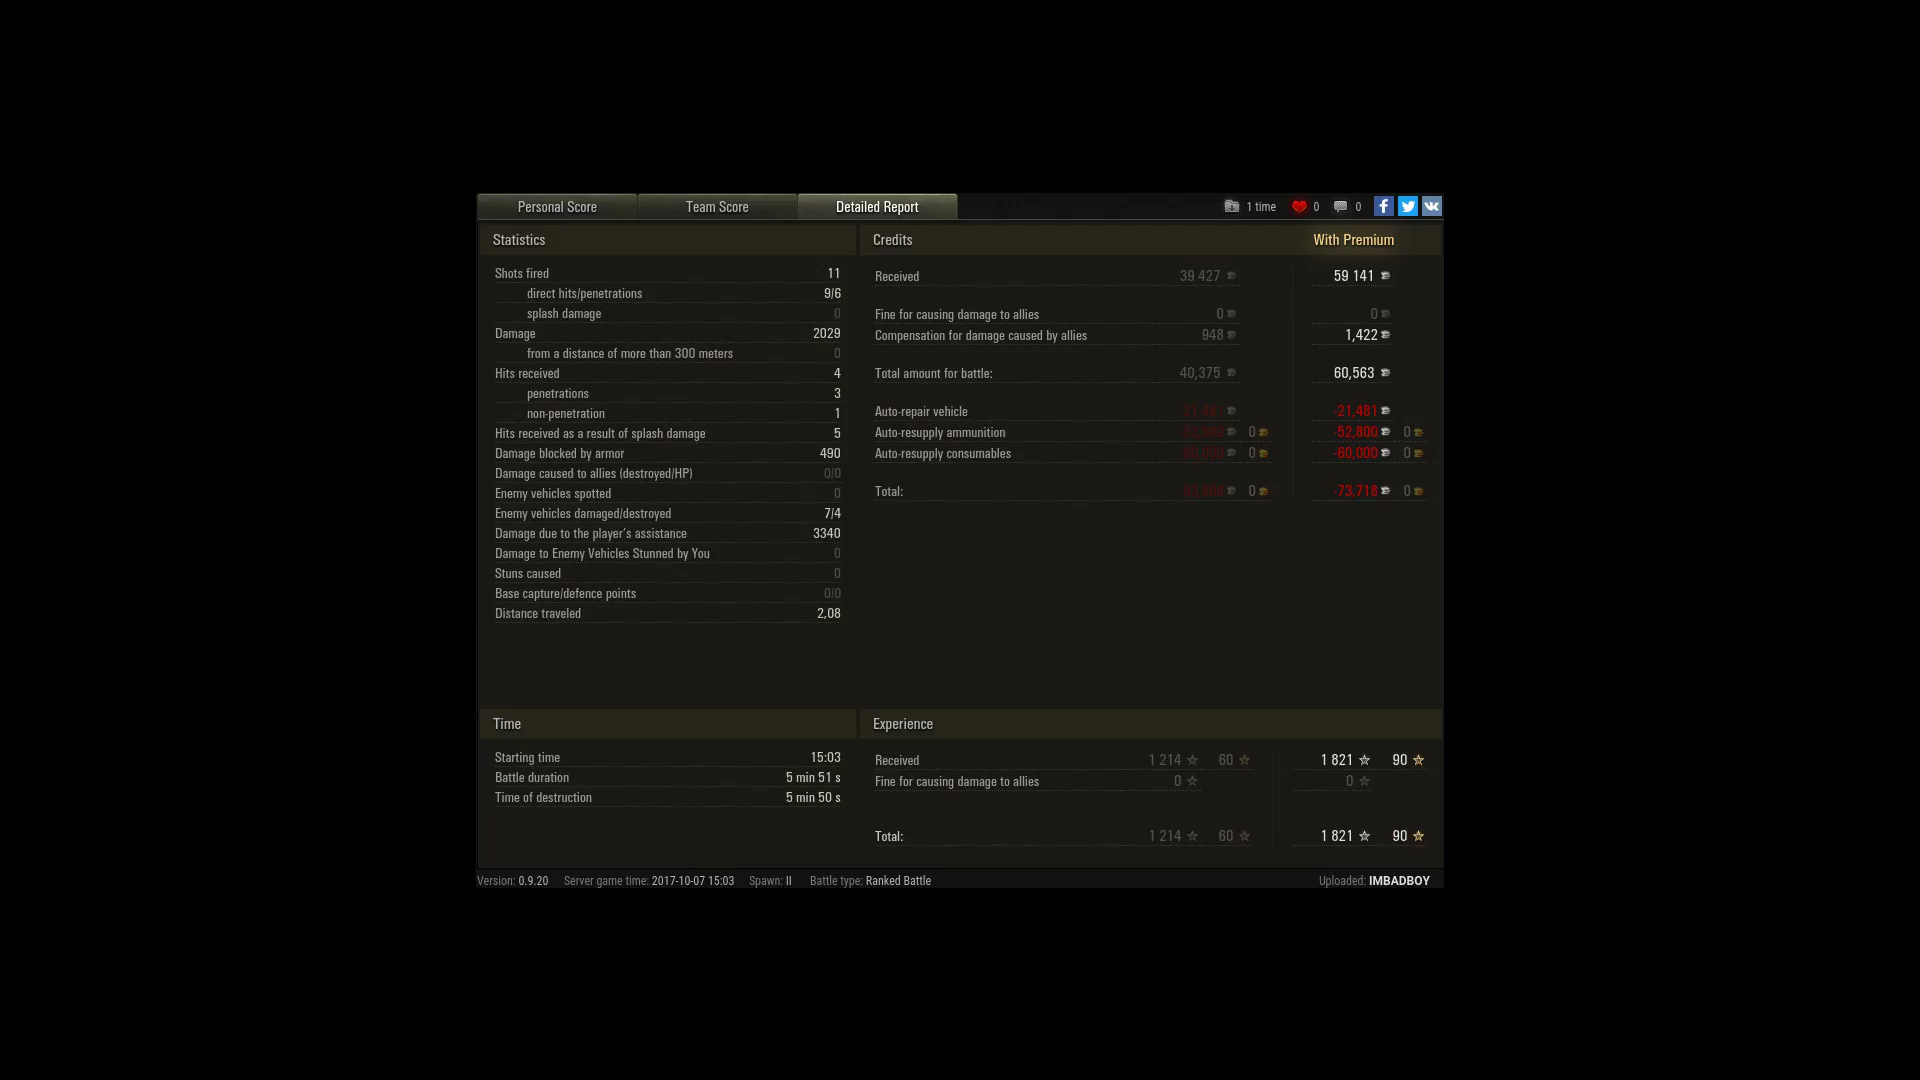 Personal Score Team Score Detailed Report 1 time 0 0
Statistics
Shots fired 11
direct hits/penetrations 9/6
splash damage 0
Damage 2029
from a distance of more than 300 meters 0
Hits received 4
penetrations 3
non-penetration 1
Hits received as a result of splash damage 5
Damage blocked by armor 490
Damage caused to allies (destroyed/HP) 0/0
Enemy vehicles spotted 0
Enemy vehicles damaged/destroyed 7/4
Damage due to the player's assistance 3340
Damage to Enemy Vehicles Stunned by You 0
Stuns caused 0
Base capture/defence points 0/0
Distance traveled 2,08
Credits With Premium
Received 39 427 59 141
Fine for causing damage to allies 0 0
Compensation for damage caused by allies 948 1,422
Total amount for battle: 40,375 60,563
Auto-repair vehicle -21,481
Auto-resupply ammunition 0 -52,800 0
Auto-resupply consumables 0 -60,000 0
Total: 0 -73,718 0
Time
Starting time 15:03
Battle duration 5 min 51 s
Time of destruction 5 min 50 s
Experience
Received 1 214 60 1 821 90
Fine for causing damage to allies 0 0
Total: 1 214 60 1 821 90
Version: 0.9.20 Server game time: 2017-10-07 15:03 Spawn: II Battle type: Ranked Battle Uploaded: IMBADBOY